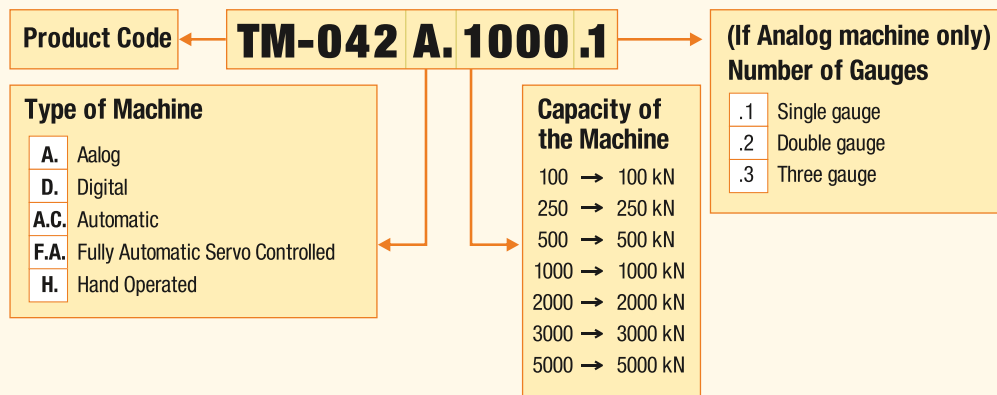 Product Code
TM-042 A. 1000 .1
(If Analog machine only)
Number of Gauges
.1 Single gauge
.2 Double gauge
.3 Three gauge
Type of Machine
A. Aalog
D. Digital
A.C. Automatic
F.A. Fully Automatic Servo Controlled
H. Hand Operated
Capacity of
the Machine
100 → 100 kN
250 → 250 kN
500 → 500 kN
1000 → 1000 kN
2000 → 2000 kN
3000 → 3000 kN
5000 → 5000 kN